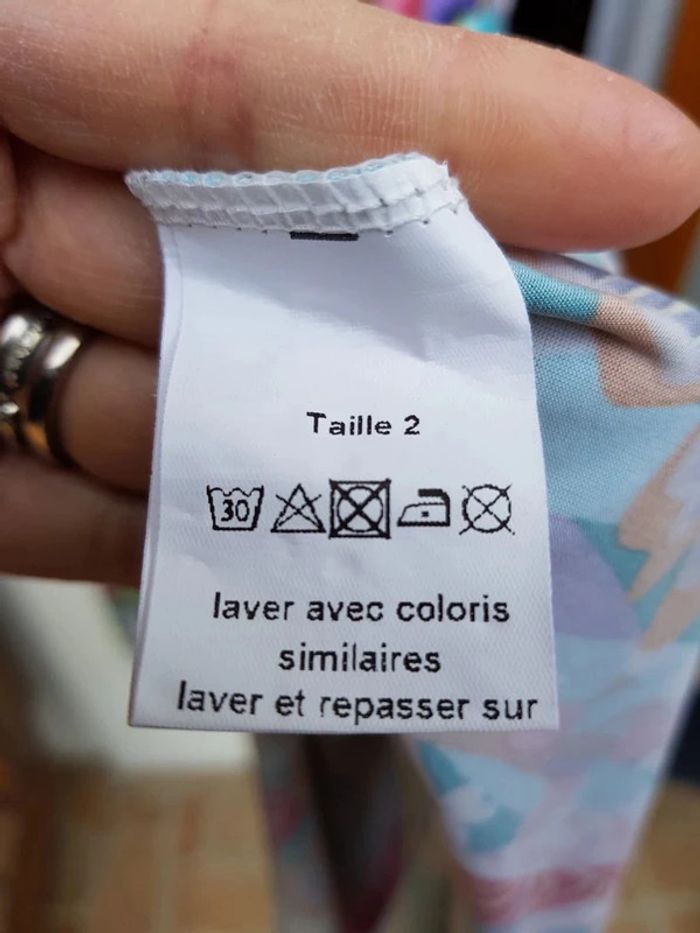 Taille 2
30
laver avec coloris
similaires
laver et repasser sur